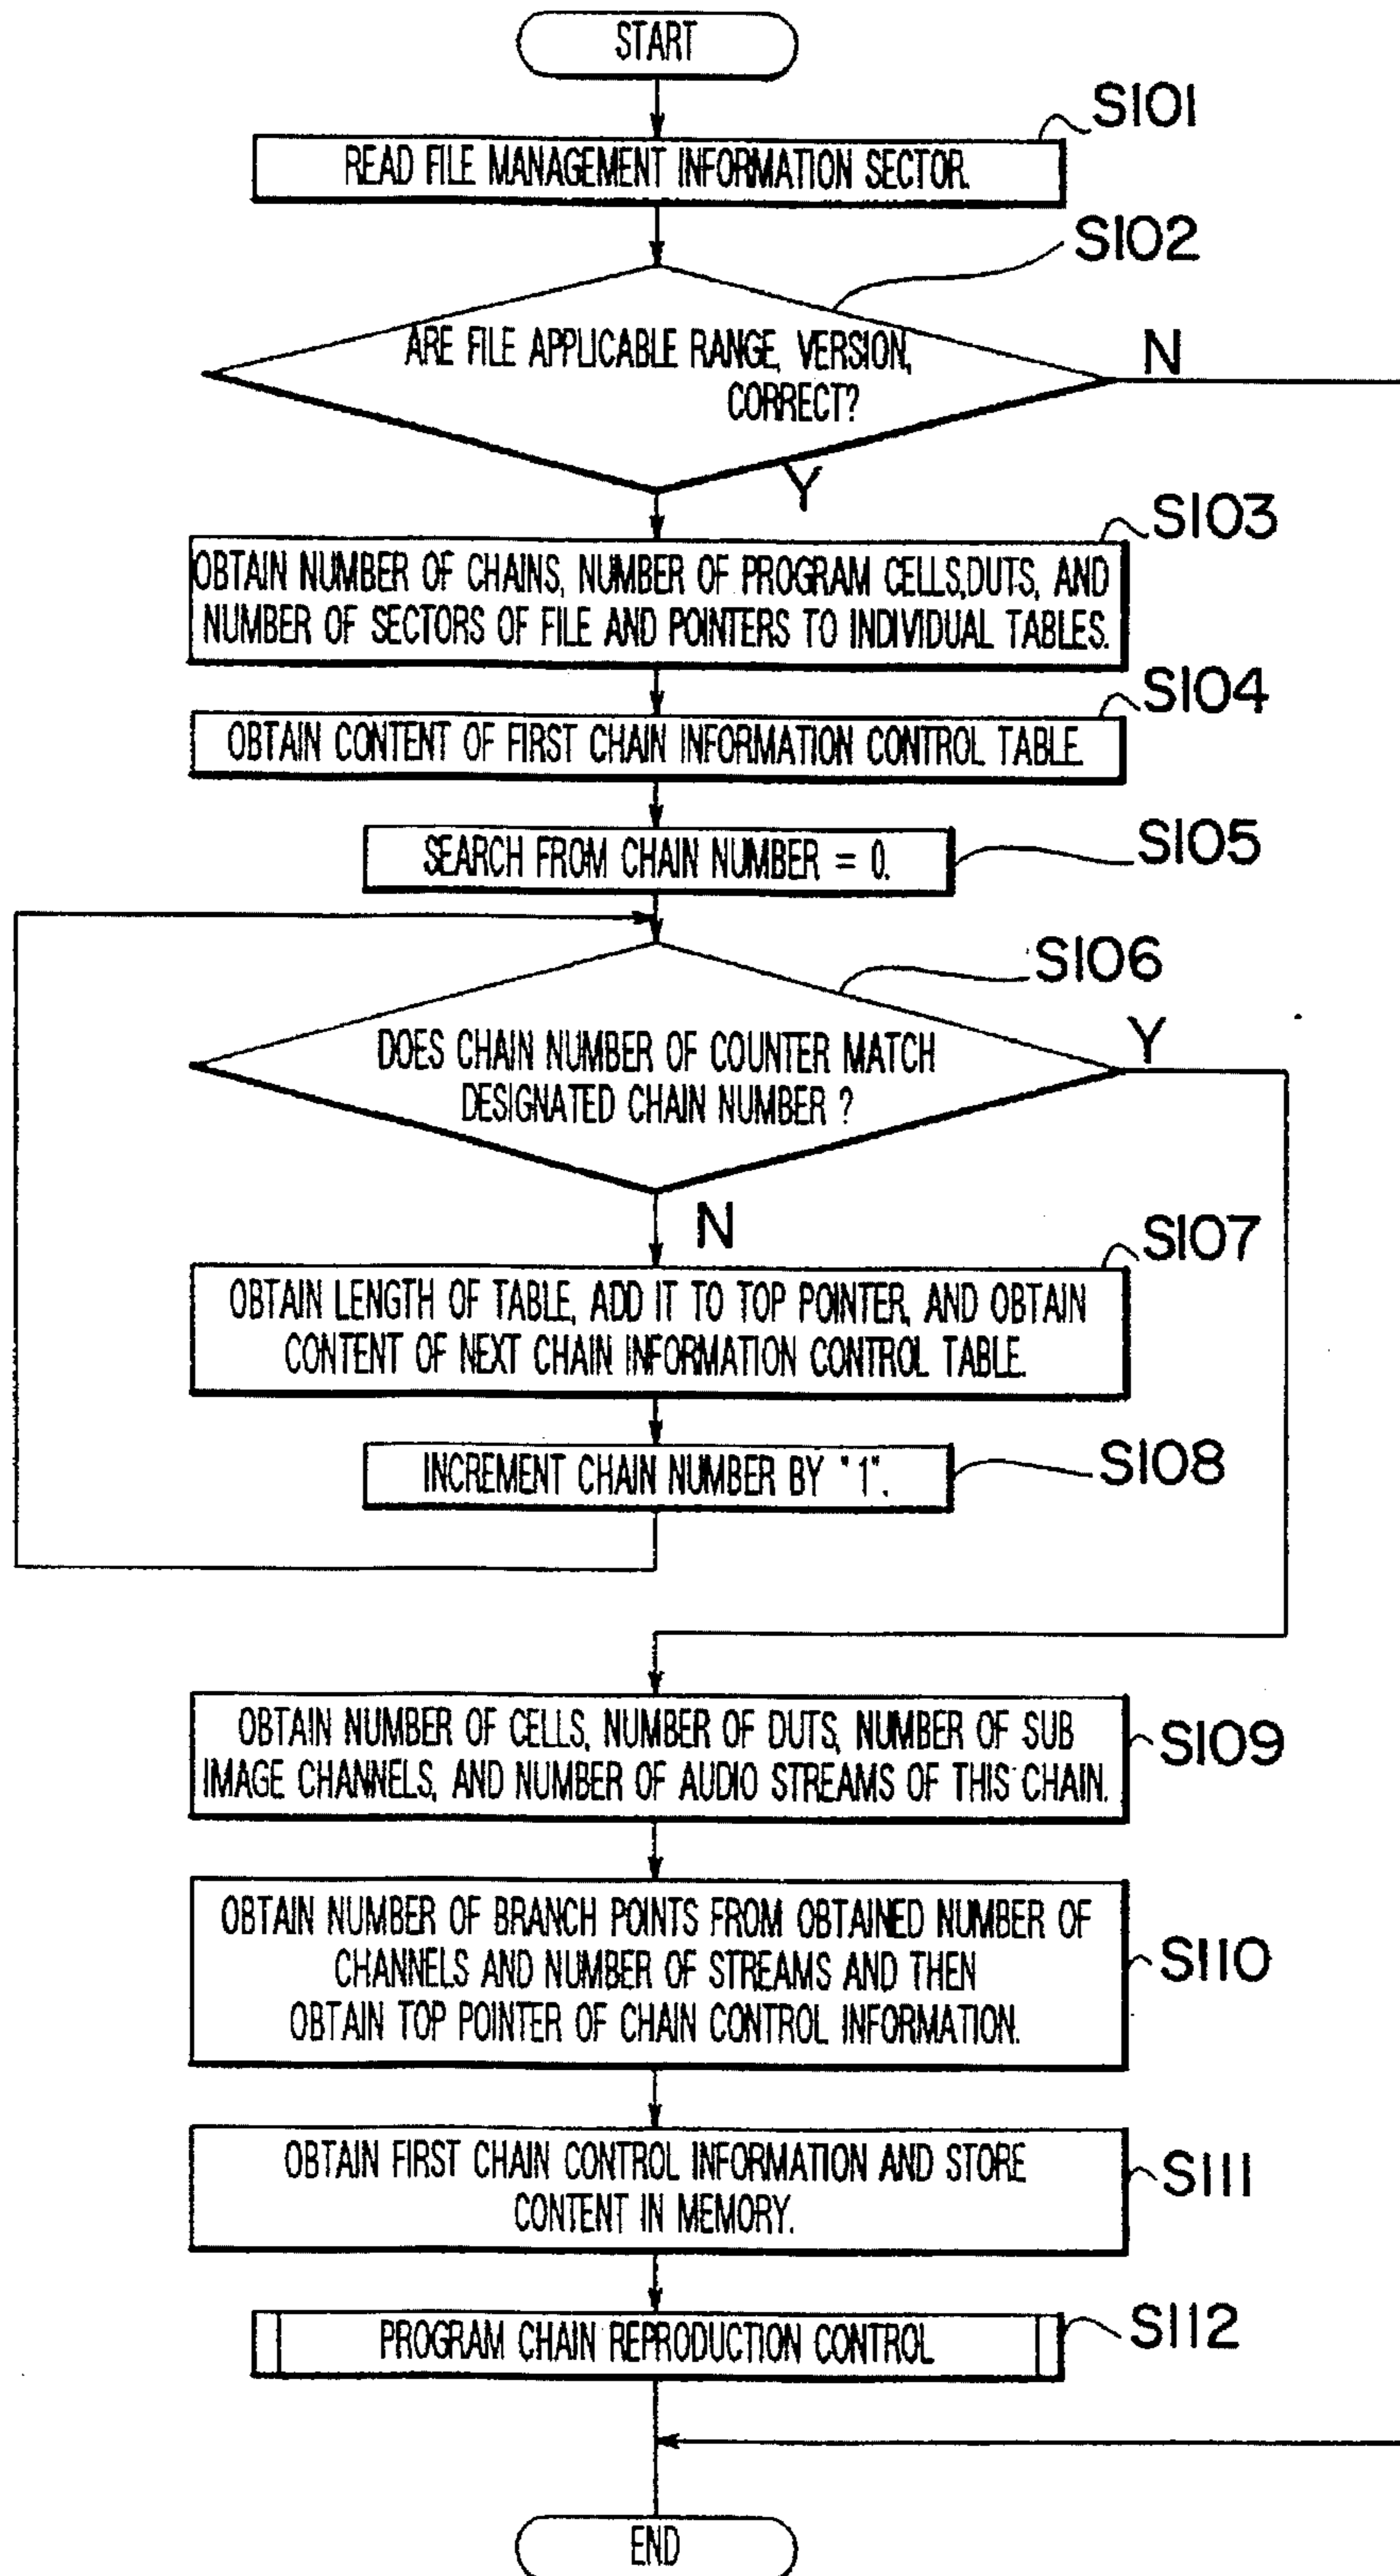 START
S101
READ FILE MANAGEMENT INFORMATION SECTOR.
S102
ARE FILE APPLICABLE RANGE, VERSION,
CORRECT?
N
Y
S103
OBTAIN NUMBER OF CHAINS, NUMBER OF PROGRAM CELLS,DUTS, AND
NUMBER OF SECTORS OF FILE AND POINTERS TO INDIVIDUAL TABLES.
S104
OBTAIN CONTENT OF FIRST CHAIN INFORMATION CONTROL TABLE.
SEARCH FROM CHAIN NUMBER = 0.
S105
S106
DOES CHAIN NUMBER OF COUNTER MATCH
DESIGNATED CHAIN NUMBER ?
Y
N
S107
OBTAIN LENGTH OF TABLE, ADD IT TO TOP POINTER, AND OBTAIN
CONTENT OF NEXT CHAIN INFORMATION CONTROL TABLE.
INCREMENT CHAIN NUMBER BY "1".
S108
OBTAIN NUMBER OF CELLS, NUMBER OF DUTS, NUMBER OF SUB
IMAGE CHANNELS, AND NUMBER OF AUDIO STREAMS OF THIS CHAIN.
S109
OBTAIN NUMBER OF BRANCH POINTS FROM OBTAINED NUMBER OF
CHANNELS AND NUMBER OF STREAMS AND THEN
OBTAIN TOP POINTER OF CHAIN CONTROL INFORMATION.
S110
OBTAIN FIRST CHAIN CONTROL INFORMATION AND STORE
CONTENT IN MEMORY.
S111
PROGRAM CHAIN REPRODUCTION CONTROL
S112
END